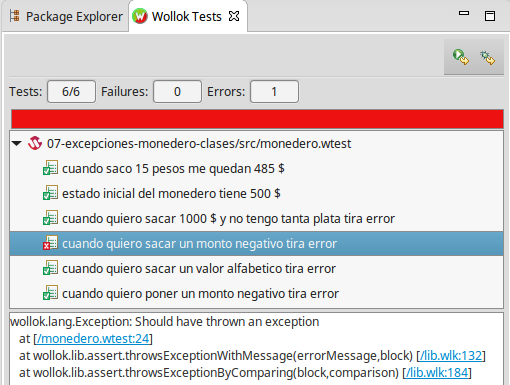 Package Explorer Wollok Tests
Tests: 6/6 Failures: 0 Errors: 1
07-excepciones-monedero-clases/src/monedero.wtest
cuando saco 15 pesos me quedan 485 $
estado inicial del monedero tiene 500 $
cuando quiero sacar 1000 $ y no tengo tanta plata tira error
cuando quiero sacar un monto negativo tira error
cuando quiero sacar un valor alfabetico tira error
cuando quiero poner un monto negativo tira error
wollok.lang.Exception: Should have thrown an exception
at [/monedero.wtest:24]
at wollok.lib.assert.throwsExceptionWithMessage(errorMessage,block) [/lib.wlk:132]
at wollok.lib.assert.throwsExceptionByComparing(block,comparison) [/lib.wlk:184]